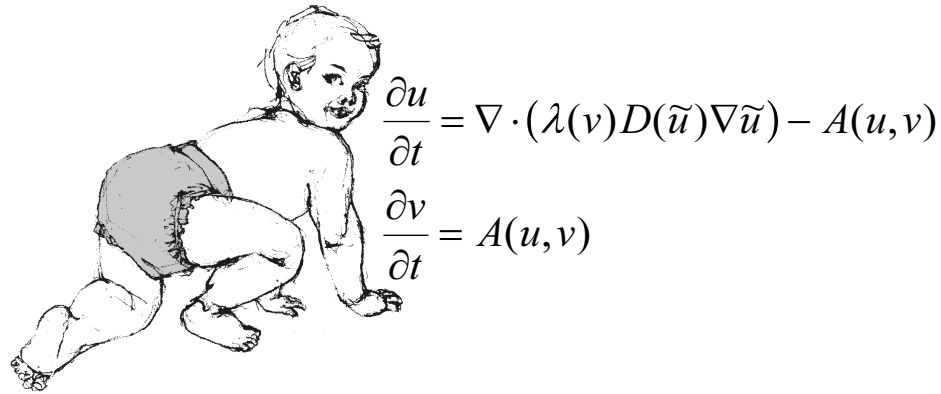 ∂u/∂t = ∇·(λ(v)D(ũ)∇ũ) − A(u,v)
∂v/∂t = A(u,v)